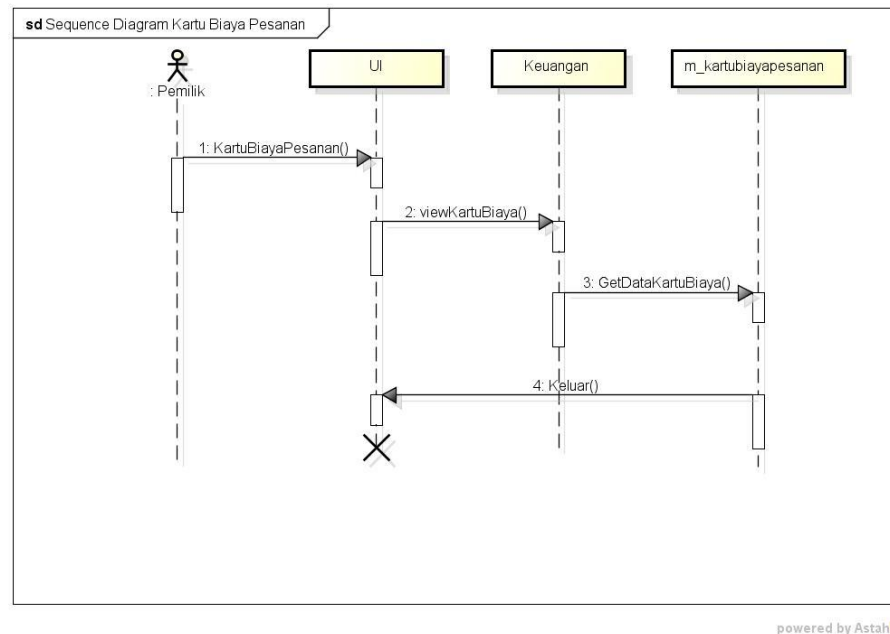 sd Sequence Diagram Kartu Biaya Pesanan
: Pemilik
UI
Keuangan
m_kartubiayapesanan
1: KartuBiayaPesanan()
2: viewKartuBiaya()
3: GetDataKartuBiaya()
4: Keluar()
powered by Astah